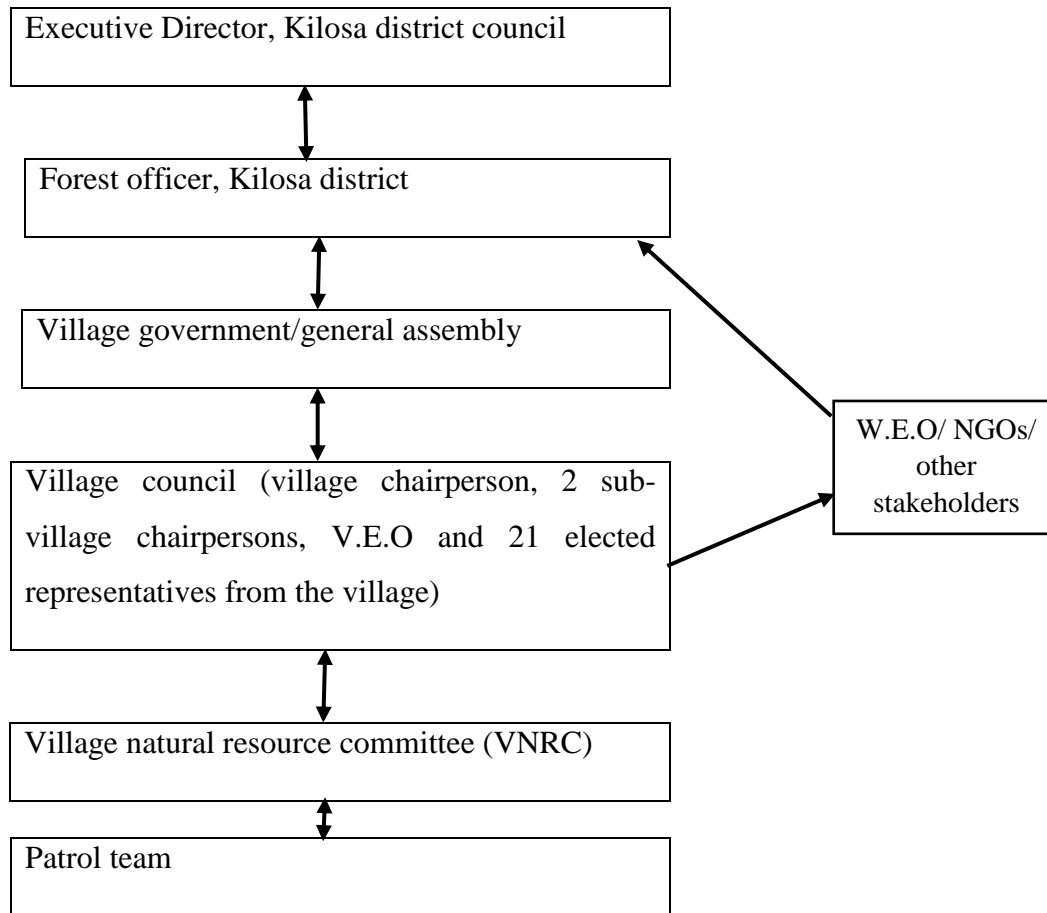 Executive Director, Kilosa district council
Forest officer, Kilosa district
Village government/general assembly
W.E.O/ NGOs/
other
stakeholders
Village council (village chairperson, 2 sub-
village chairpersons, V.E.O and 21 elected
representatives from the village)
Village natural resource committee (VNRC)
Patrol team